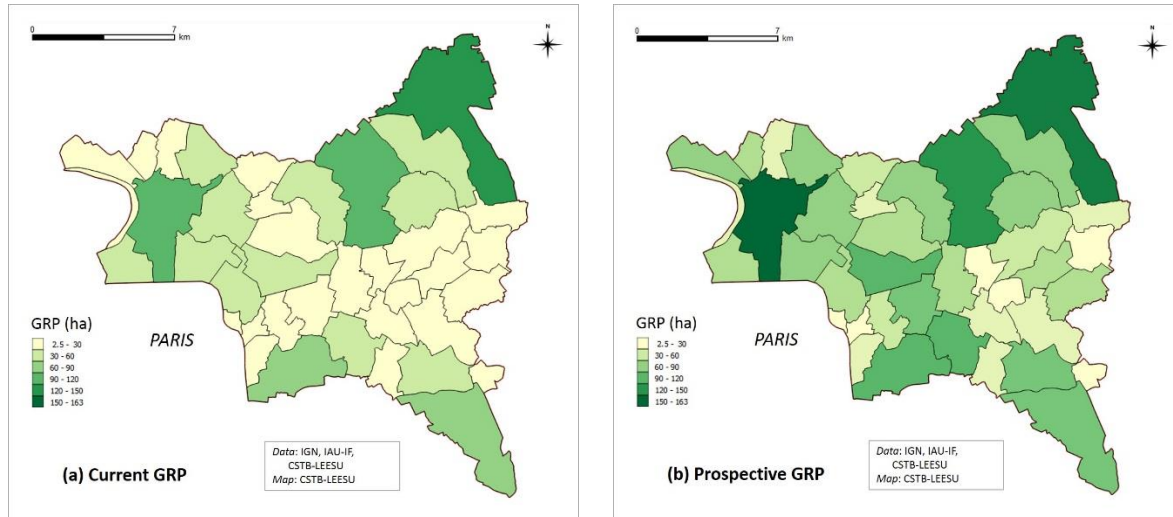 0 7
km
N
PARIS
GRP (ha)
2.5 - 30
30 - 60
60 - 90
90 - 120
120 - 150
150 - 163
Data: IGN, IAU-IF,
CSTB-LEESU
Map: CSTB-LEESU
(a) Current GRP
0 7
km
N
PARIS
GRP (ha)
2.5 - 30
30 - 60
60 - 90
90 - 120
120 - 150
150 - 163
Data: IGN, IAU-IF,
CSTB-LEESU
Map: CSTB-LEESU
(b) Prospective GRP